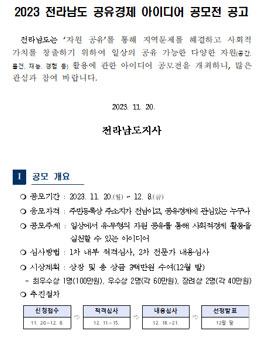 2023 전라남도 공유경제 아이디어 공모전 공고
전라남도는 '자원 공유'를 통해 지역문제를 해결하고 사회적
가치를 창출하기 위하여 일상의 공유 가능한 다양한 자원(공간,
물건, 재능, 경험 등) 활용에 관한 아이디어 공모전을 개최하니, 많은
관심과 참여 바랍니다.
2023. 11. 20.
전라남도지사
1 공모 개요
❍ 공모기간 : 2023. 11. 20.(월) ~ 12. 8.(금)
❍ 응모자격 : 주민등록상 주소지가 전남이고, 공유경제에 관심있는 누구나
❍ 공모주제 : 일상에서 유·무형의 자원 공유를 통해 사회적경제 활동을
실현할 수 있는 아이디어
❍ 심사방법 : 1차 내부 적격심사, 2차 전문가 내용심사
❍ 시상계획 : 상장 및 총 상금 3백만원 수여(12월 말)
- 최우수상 1명(100만원), 우수상 2명(각 60만원), 장려상 2명(각 40만원)
❍ 추진절차
신청접수 적격심사 내용심사 선정발표
11. 20.~12. 8. 12. 11.~15. 12. 18.~21. 12월 말